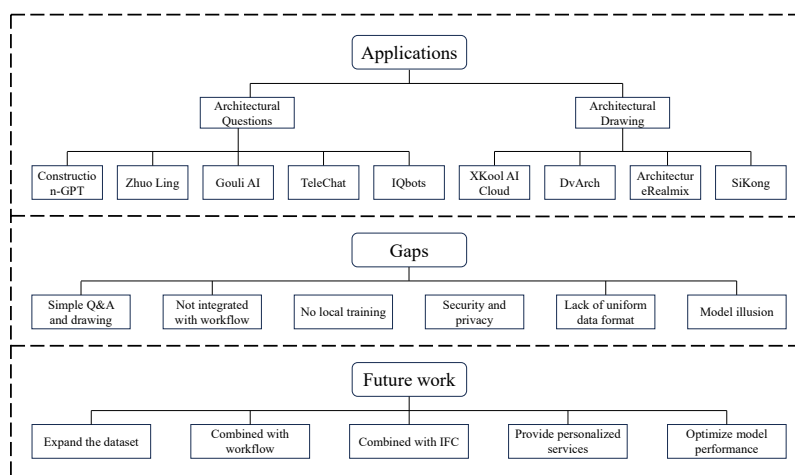 Applications
Architectural
Questions
Architectural
Drawing
Constructio
n-GPT
Zhuo Ling
Gouli AI
TeleChat
IQbots
XKool AI
Cloud
DvArch
Architectur
eRealmix
SiKong
Gaps
Simple Q&A
and drawing
Not integrated
with workflow
No local training
Security and
privacy
Lack of uniform
data format
Model illusion
Future work
Expand the dataset
Combined with
workflow
Combined with IFC
Provide personalized
services
Optimize model
performance